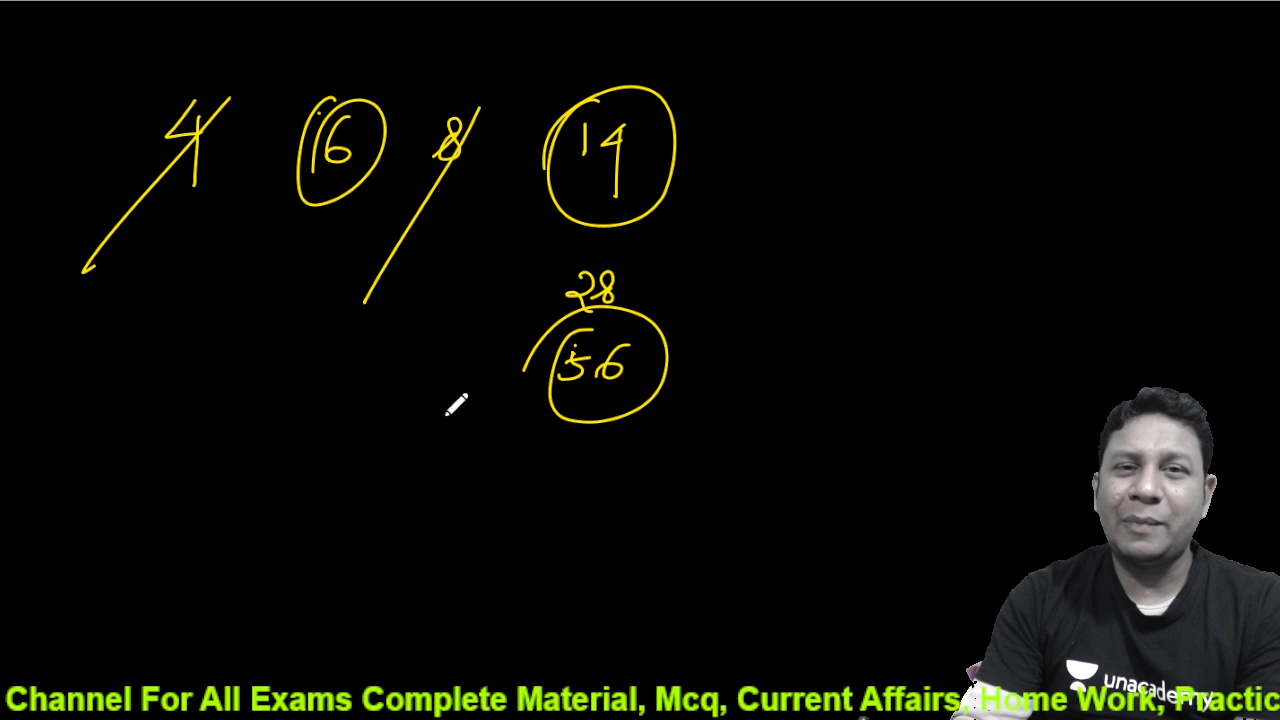 4 16 8 14
28
56
unacademy
Channel For All Exams Complete Material, Mcq, Current Affairs, Home Work, Practic